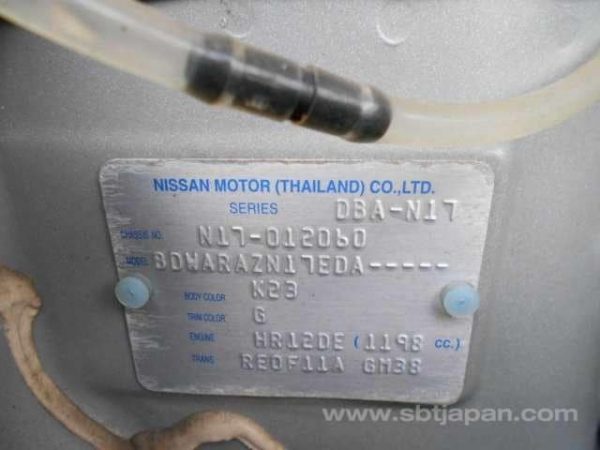 NISSAN MOTOR (THAILAND) CO.,LTD.
SERIES DBA-N17
CHASSIS NO. N17-012060
MODEL BDWARAZN17EDA-----
BODY COLOR K23
TRIM COLOR G
ENGINE HR12DE (1198 cc.)
TRANS RE0F11A GM38
www.sbtjapan.com